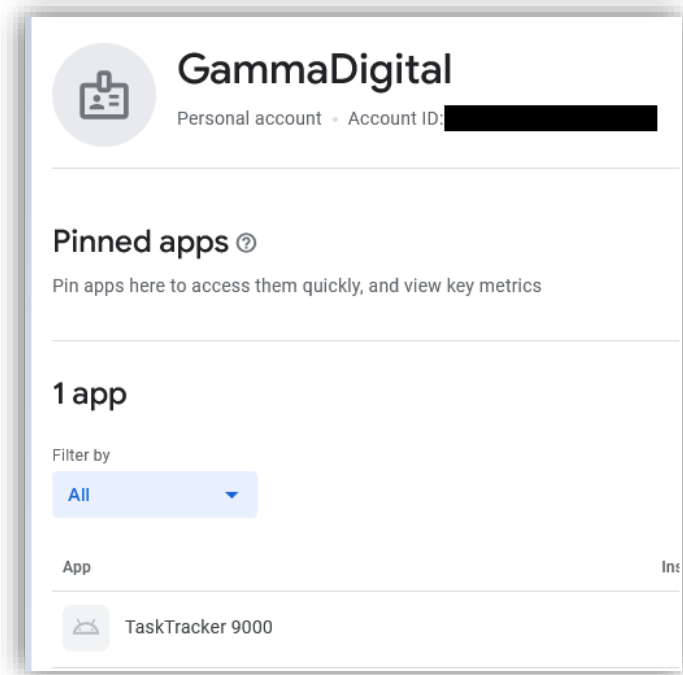 GammaDigital
Personal account • Account ID:
Pinned apps
Pin apps here to access them quickly, and view key metrics
1 app
Filter by
All
App
TaskTracker 9000